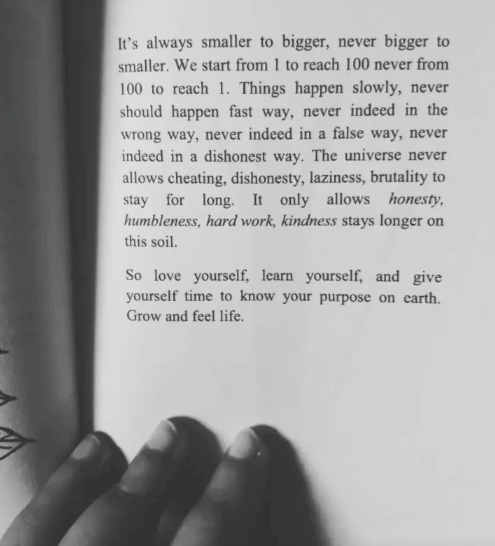 It's always smaller to bigger, never bigger to
smaller. We start from 1 to reach 100 never from
100 to reach 1. Things happen slowly, never
should happen fast way, never indeed in the
wrong way, never indeed in a false way, never
indeed in a dishonest way. The universe never
allows cheating, dishonesty, laziness, brutality to
stay for long. It only allows honesty,
humbleness, hard work, kindness stays longer on
this soil.
So love yourself, learn yourself, and give
yourself time to know your purpose on earth.
Grow and feel life.